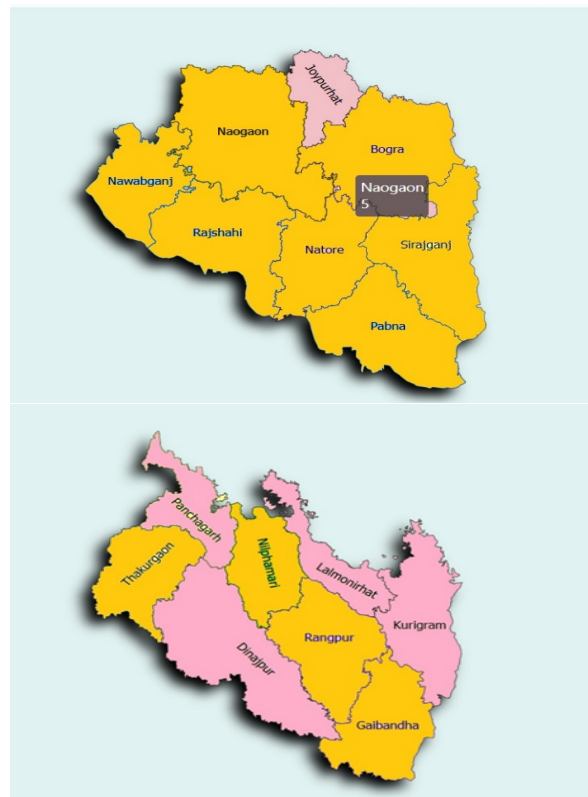 Joypurhat
Naogaon
Bogra
Nawabganj
Naogaon
5
Rajshahi
Natore
Sirajganj
Pabna
Panchagarh
Thakurgaon
Nilphamari
Lalmonirhat
Kurigram
Rangpur
Dinajpur
Gaibandha